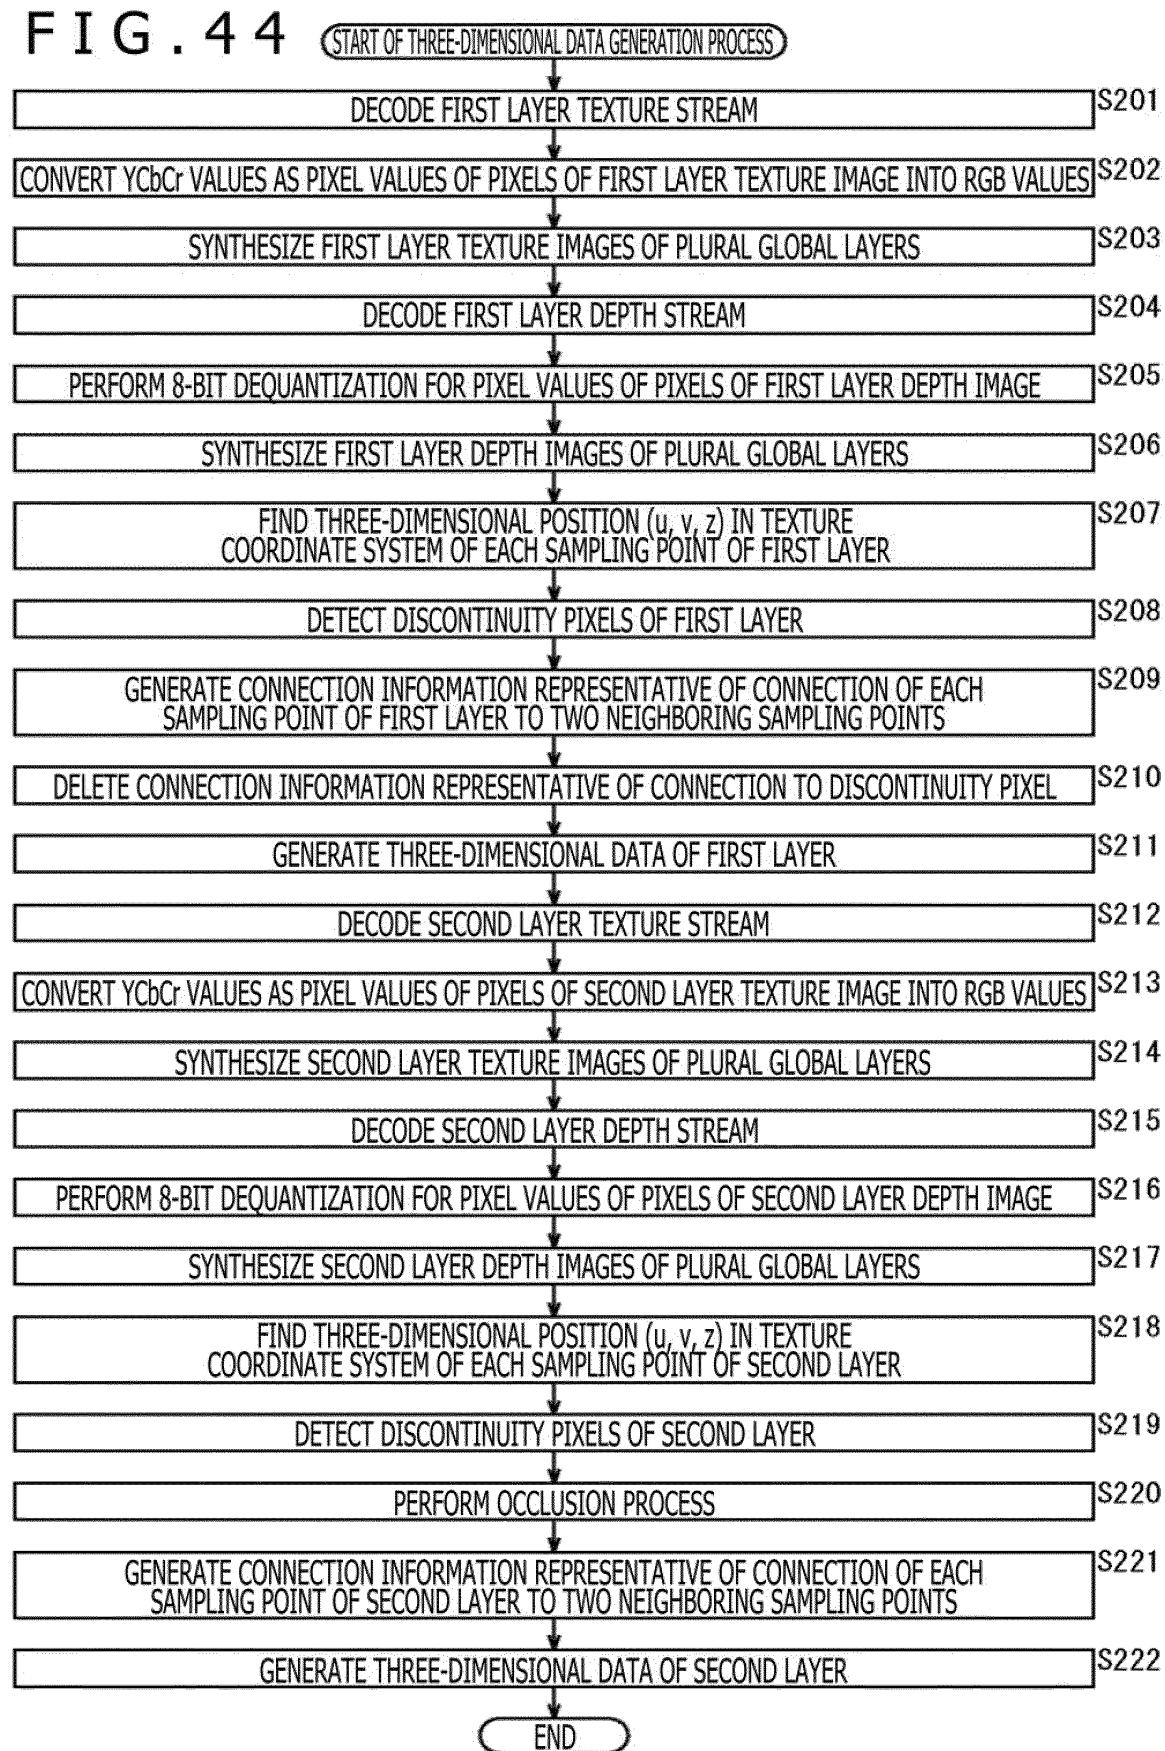 FIG.44
START OF THREE-DIMENSIONAL DATA GENERATION PROCESS
DECODE FIRST LAYER TEXTURE STREAM
S201
CONVERT YCbCr VALUES AS PIXEL VALUES OF PIXELS OF FIRST LAYER TEXTURE IMAGE INTO RGB VALUES
S202
SYNTHESIZE FIRST LAYER TEXTURE IMAGES OF PLURAL GLOBAL LAYERS
S203
DECODE FIRST LAYER DEPTH STREAM
S204
PERFORM 8-BIT DEQUANTIZATION FOR PIXEL VALUES OF PIXELS OF FIRST LAYER DEPTH IMAGE
S205
SYNTHESIZE FIRST LAYER DEPTH IMAGES OF PLURAL GLOBAL LAYERS
S206
FIND THREE-DIMENSIONAL POSITION (u, v, z) IN TEXTURE
COORDINATE SYSTEM OF EACH SAMPLING POINT OF FIRST LAYER
S207
DETECT DISCONTINUITY PIXELS OF FIRST LAYER
S208
GENERATE CONNECTION INFORMATION REPRESENTATIVE OF CONNECTION OF EACH
SAMPLING POINT OF FIRST LAYER TO TWO NEIGHBORING SAMPLING POINTS
S209
DELETE CONNECTION INFORMATION REPRESENTATIVE OF CONNECTION TO DISCONTINUITY PIXEL
S210
GENERATE THREE-DIMENSIONAL DATA OF FIRST LAYER
S211
DECODE SECOND LAYER TEXTURE STREAM
S212
CONVERT YCbCr VALUES AS PIXEL VALUES OF PIXELS OF SECOND LAYER TEXTURE IMAGE INTO RGB VALUES
S213
SYNTHESIZE SECOND LAYER TEXTURE IMAGES OF PLURAL GLOBAL LAYERS
S214
DECODE SECOND LAYER DEPTH STREAM
S215
PERFORM 8-BIT DEQUANTIZATION FOR PIXEL VALUES OF PIXELS OF SECOND LAYER DEPTH IMAGE
S216
SYNTHESIZE SECOND LAYER DEPTH IMAGES OF PLURAL GLOBAL LAYERS
S217
FIND THREE-DIMENSIONAL POSITION (u, v, z) IN TEXTURE
COORDINATE SYSTEM OF EACH SAMPLING POINT OF SECOND LAYER
S218
DETECT DISCONTINUITY PIXELS OF SECOND LAYER
S219
PERFORM OCCLUSION PROCESS
S220
GENERATE CONNECTION INFORMATION REPRESENTATIVE OF CONNECTION OF EACH
SAMPLING POINT OF SECOND LAYER TO TWO NEIGHBORING SAMPLING POINTS
S221
GENERATE THREE-DIMENSIONAL DATA OF SECOND LAYER
S222
END